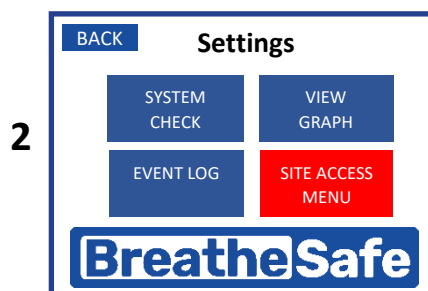 BACK
Settings
SYSTEM
CHECK
VIEW
GRAPH
2
EVENT LOG
SITE ACCESS
MENU
BreatheSafe